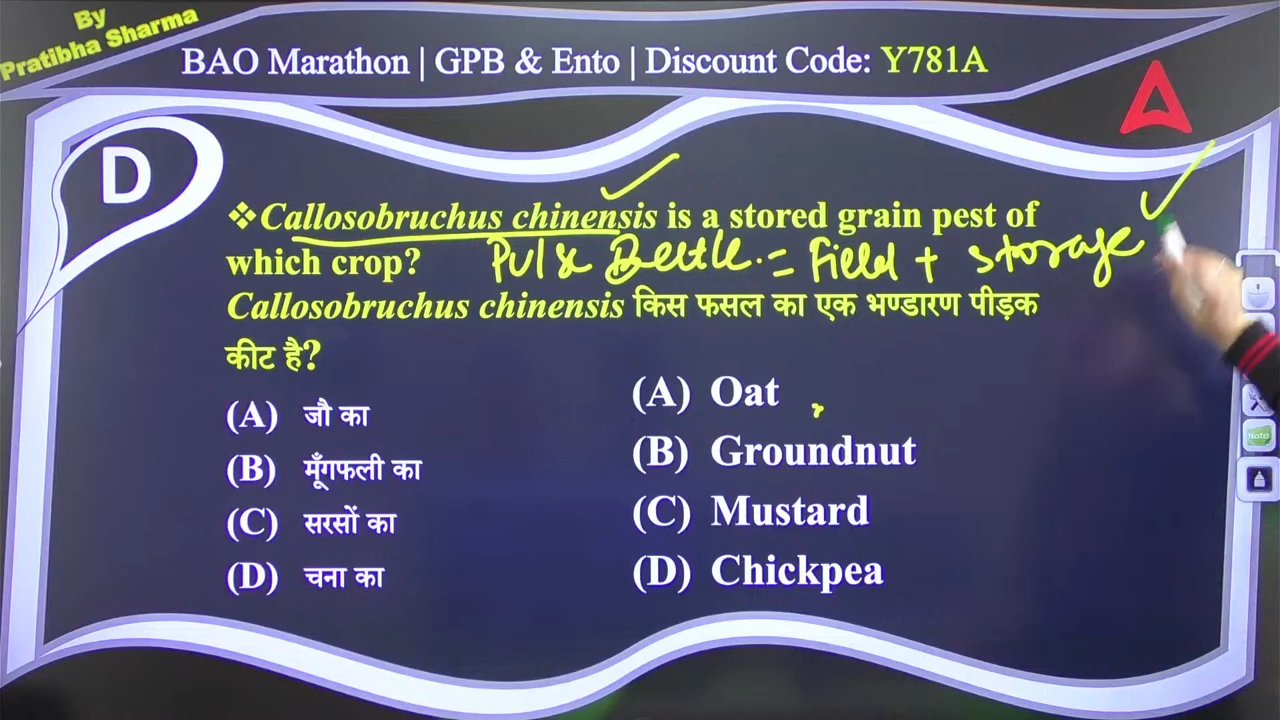 By
Pratibha Sharma
BAO Marathon | GPB & Ento | Discount Code: Y781A
D
❖Callosobruchus chinensis is a stored grain pest of
which crop? Pulse Beetle. = Field + storage
Callosobruchus chinensis किस फसल का एक भण्डारण पीड़क
कीट है?
(A) जौ का
(B) मूँगफली का
(C) सरसों का
(D) चना का
(A) Oat
(B) Groundnut
(C) Mustard
(D) Chickpea
Note